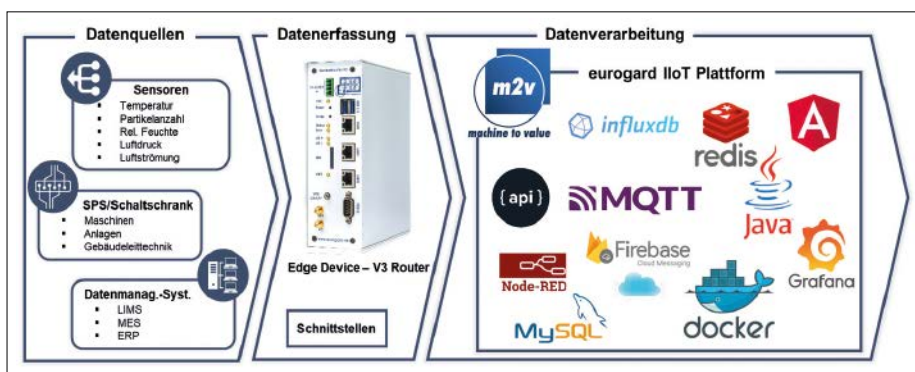 Datenquellen
Sensoren
Temperatur
Partikelanzahl
Rel. Feuchte
Luftdruck
Luftströmung
SPS/Schaltschrank
Maschinen
Anlagen
Gebäudeleittechnik
Datenmanag.-Syst.
LIMS
MES
ERP
Datenerfassung
Edge Device – V3 Router
Schnittstellen
Datenverarbeitung
eurogard IIoT Plattform
m2v
machine to value
influxdb
redis
A
{api}
MQTT
Java
Node-RED
Firebase
Cloud Messaging
Grafana
MySQL
docker